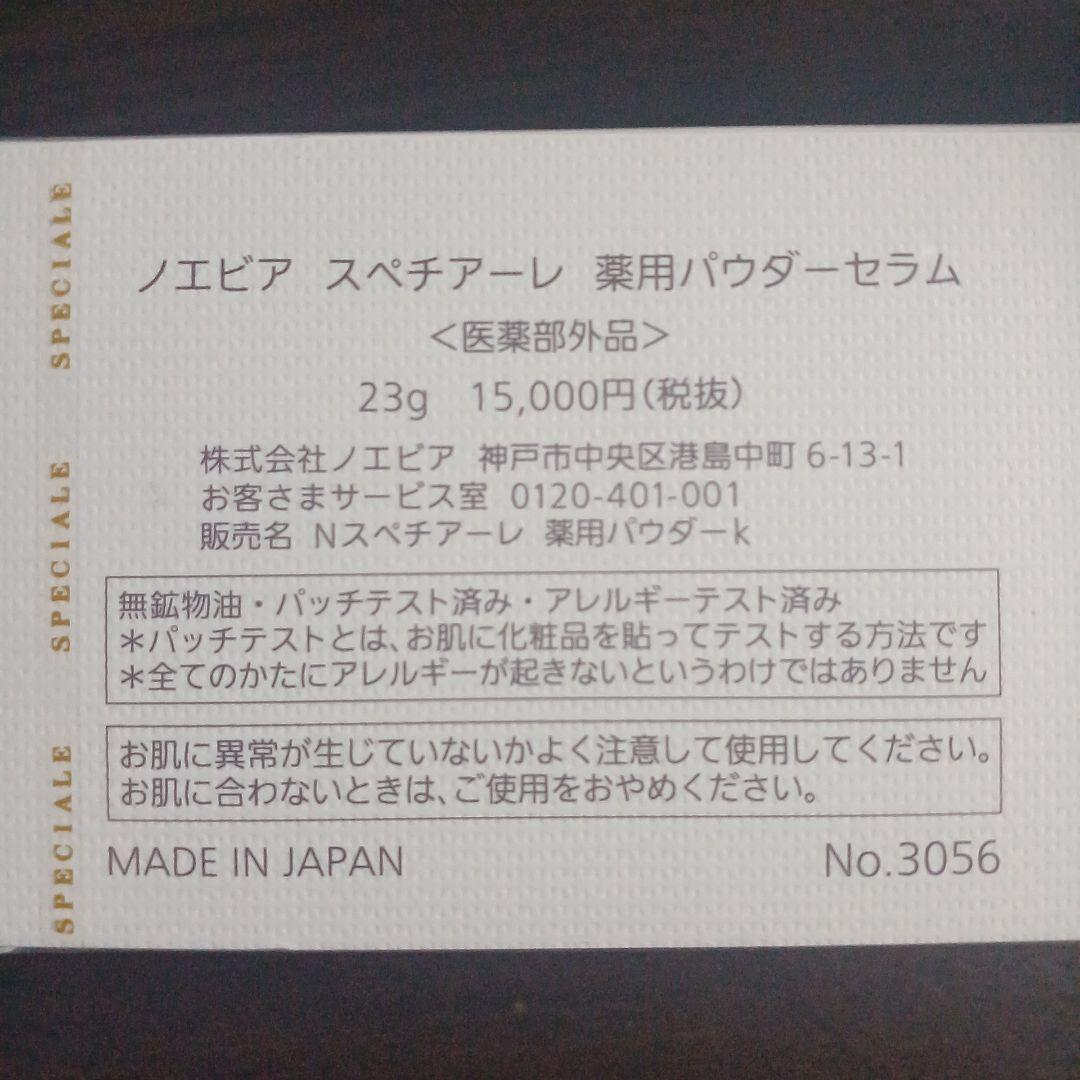 SPECIALE
SPECIALE
SPECIALE
ノエビア スペチアーレ 薬用パウダーセラム
＜医薬部外品＞
23g 15,000円(税抜)
株式会社ノエビア 神戸市中央区港島中町 6-13-1
お客さまサービス室 0120-401-001
販売名 Nスペチアーレ 薬用パウダーk
無鉱物油・パッチテスト済み・アレルギーテスト済み
＊パッチテストとは、お肌に化粧品を貼ってテストする方法です
＊全てのかたにアレルギーが起きないというわけではありません
お肌に異常が生じていないかよく注意して使用してください。
お肌に合わないときは、ご使用をおやめください。
MADE IN JAPAN
No.3056